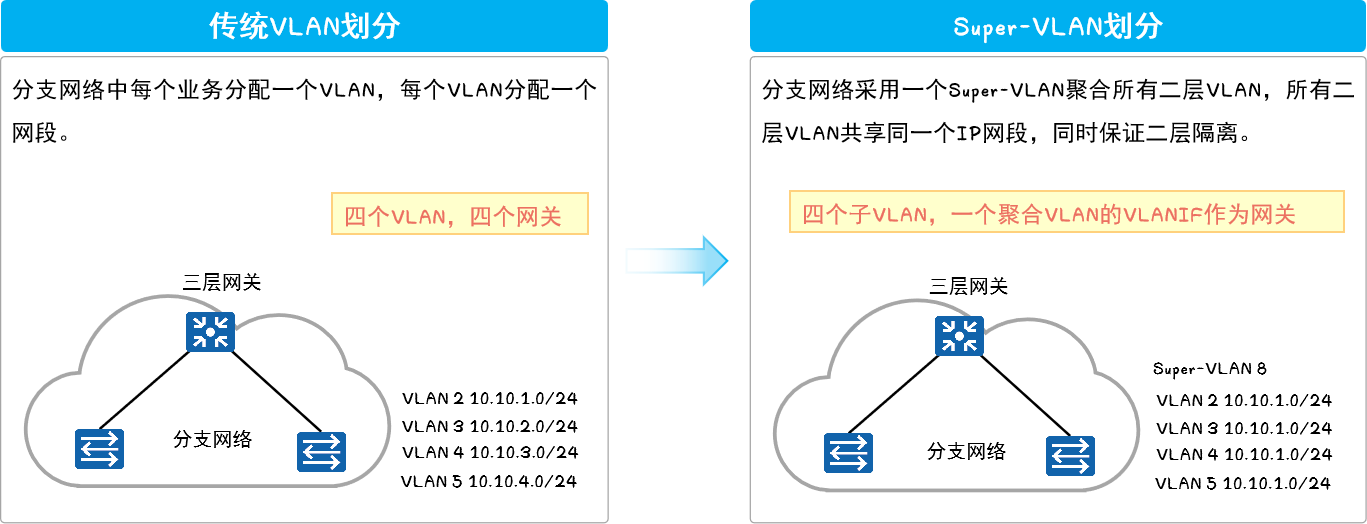 传统VLAN划分
分支网络中每个业务分配一个VLAN，每个VLAN分配一个
网段。
四个VLAN，四个网关
三层网关
分支网络
VLAN 2 10.10.1.0/24
VLAN 3 10.10.2.0/24
VLAN 4 10.10.3.0/24
VLAN 5 10.10.4.0/24
Super-VLAN划分
分支网络采用一个Super-VLAN聚合所有二层VLAN，所有二
层VLAN共享同一个IP网段，同时保证二层隔离。
四个子VLAN，一个聚合VLAN的VLANIF作为网关
三层网关
分支网络
Super-VLAN 8
VLAN 2 10.10.1.0/24
VLAN 3 10.10.1.0/24
VLAN 4 10.10.1.0/24
VLAN 5 10.10.1.0/24